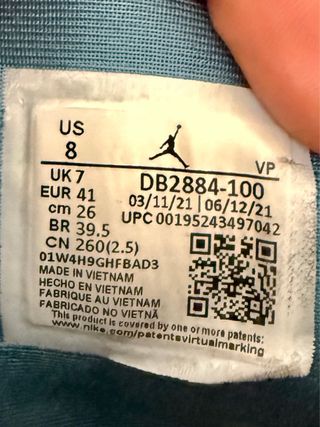 US
8
VP
UK 7
EUR 41
cm 26
BR 39.5
CN 260(2.5)
DB2884-100
03/11/21 | 06/12/21
UPC 00195243497042
01W4H9GHFBAD3
MADE IN VIETNAM
HECHO EN VIETNAM
FABRIQUE AU VIETNAM
FABRICADO NO VIETNÃ
This product is covered by one or more patents:
www.nike.com/patentsvirtualmarking